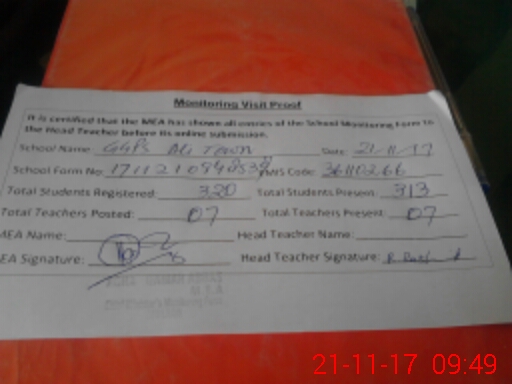 Monitoring Visit Proof
It is certified that the MEA has shown all entries of the School Monitoring Form to
the Head Teacher before its online submission.
School Name: GGPS Ali Town Date: 21-11-17
School Form No: EMIS Code: 36110266
Total Students Registered: 320 Total Students Present: 313
Total Teachers Posted: 07 Total Teachers Present: 07
MEA Name: Head Teacher Name:
EA Signature: Head Teacher Signature:
21-11-17 09:49